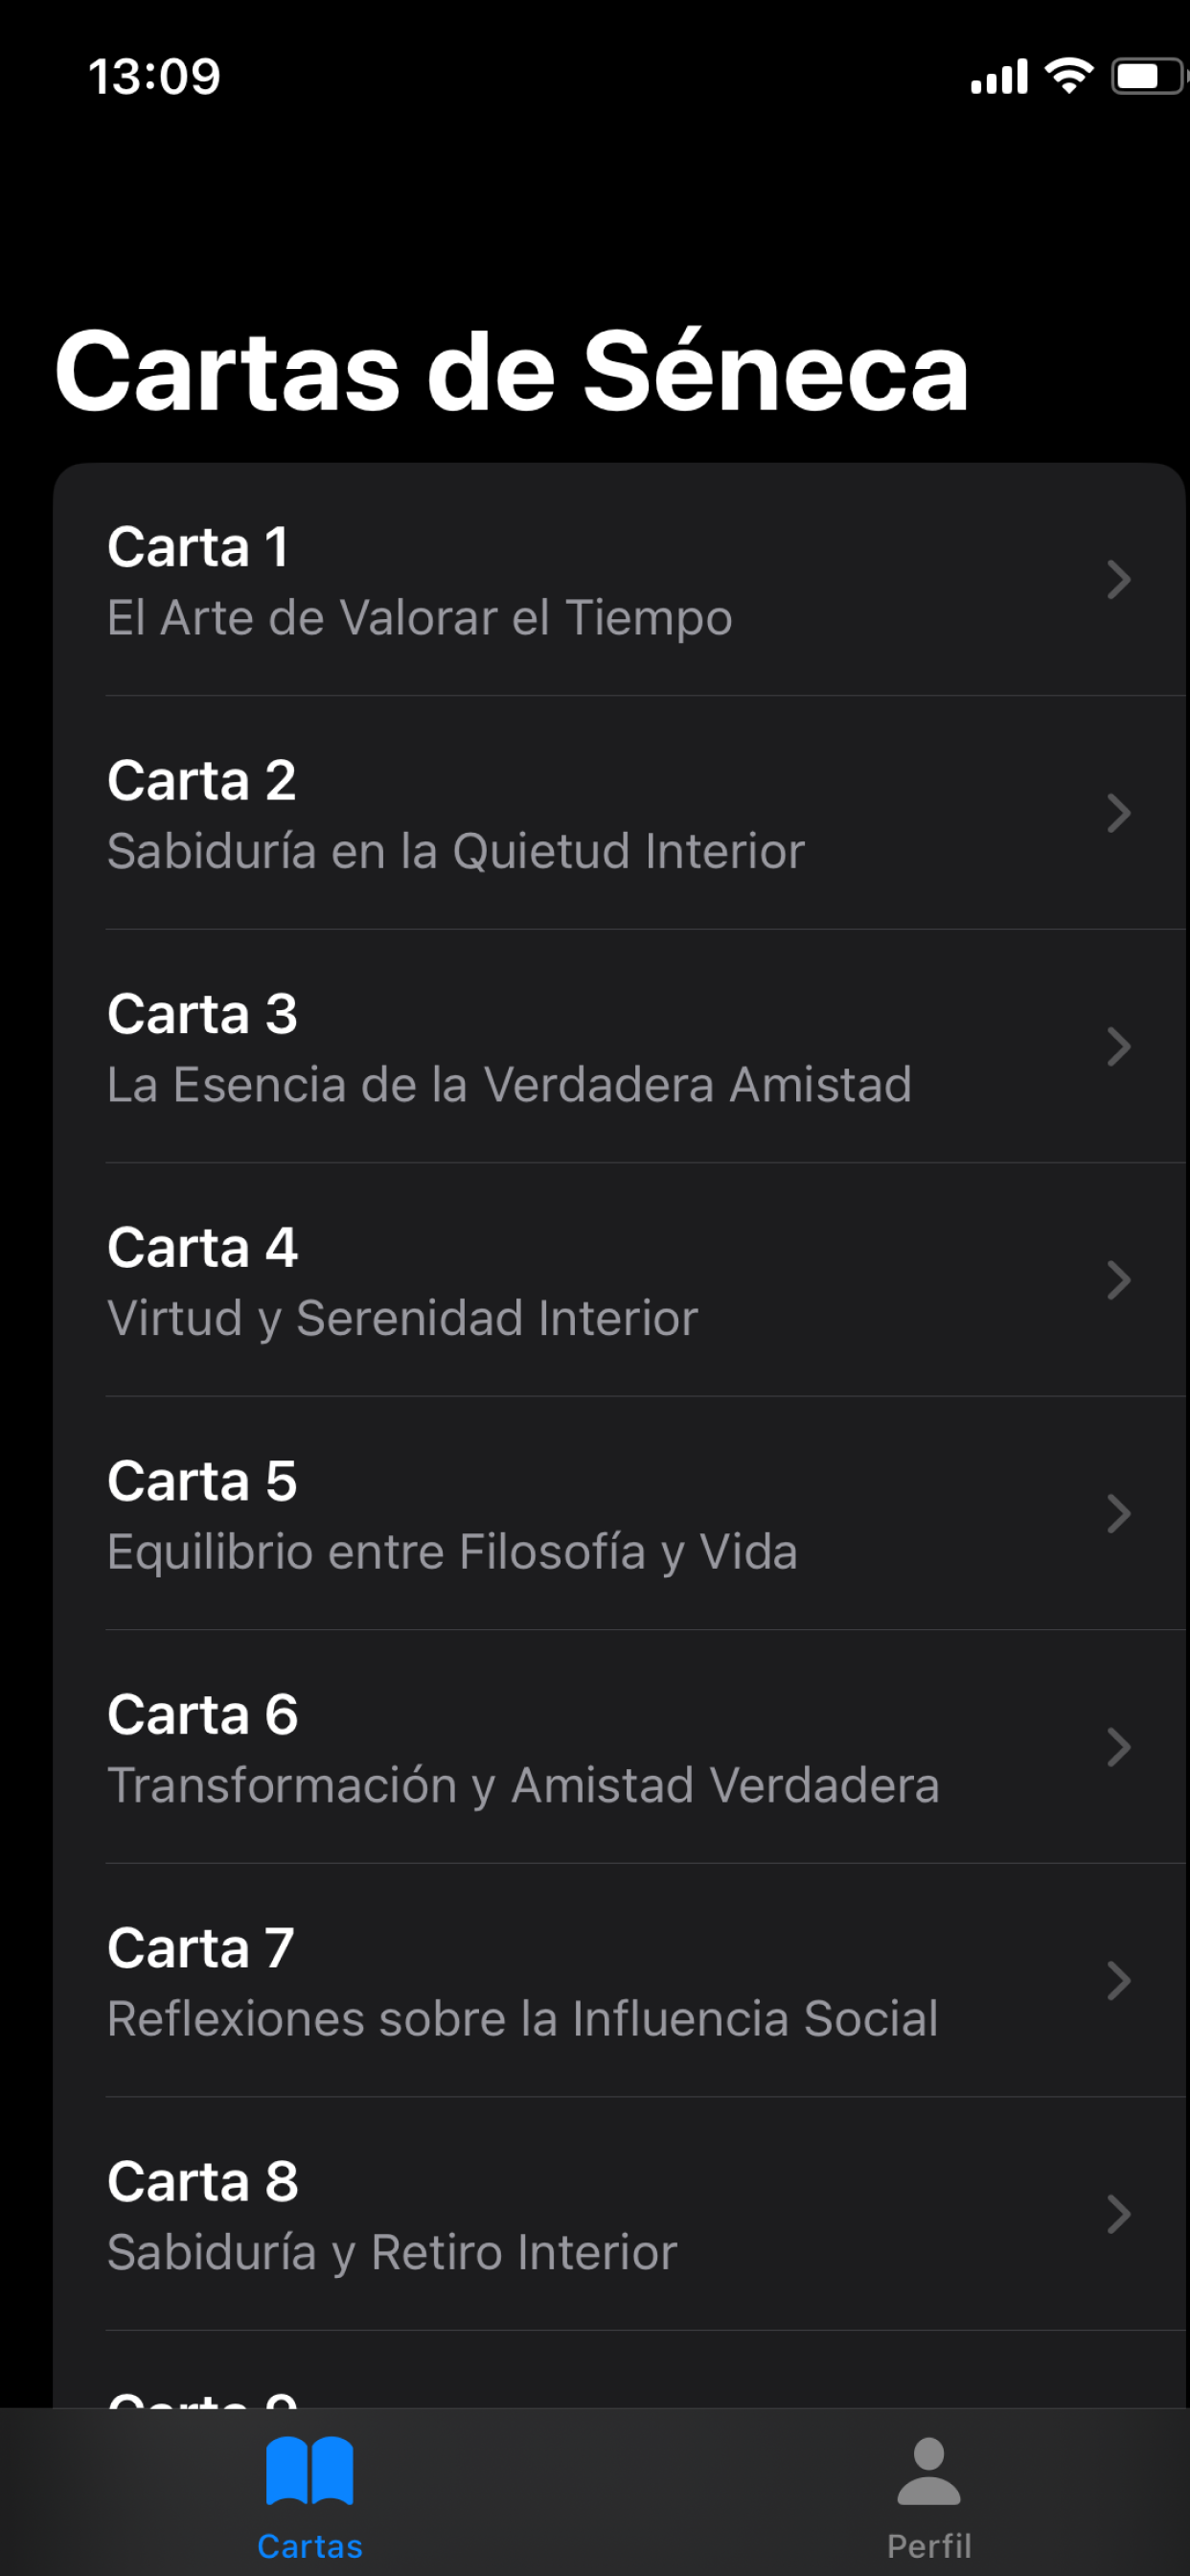 13:09
Cartas de Séneca
Carta 1
El Arte de Valorar el Tiempo
Carta 2
Sabiduría en la Quietud Interior
Carta 3
La Esencia de la Verdadera Amistad
Carta 4
Virtud y Serenidad Interior
Carta 5
Equilibrio entre Filosofía y Vida
Carta 6
Transformación y Amistad Verdadera
Carta 7
Reflexiones sobre la Influencia Social
Carta 8
Sabiduría y Retiro Interior
Carta 9
Cartas
Perfil